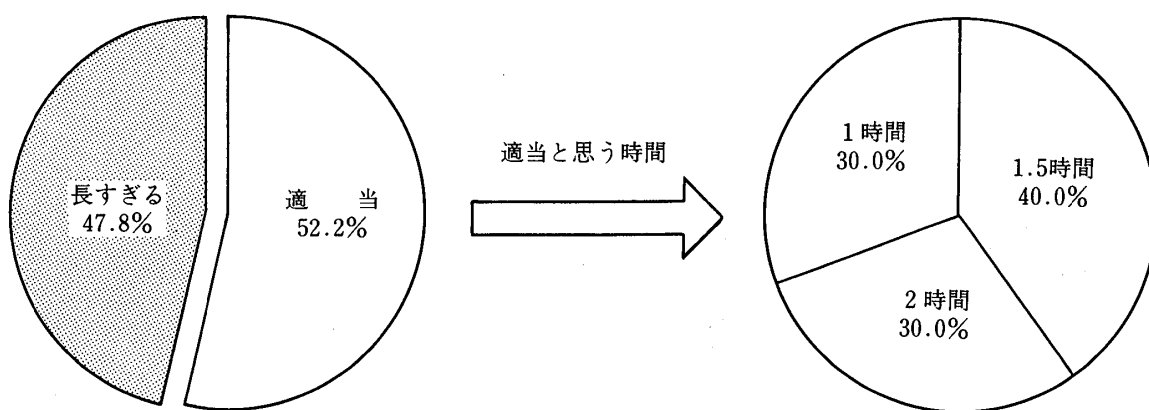 長すぎる
47.8%
適 当
52.2%
適当と思う時間
1時間
30.0%
1.5時間
40.0%
2時間
30.0%